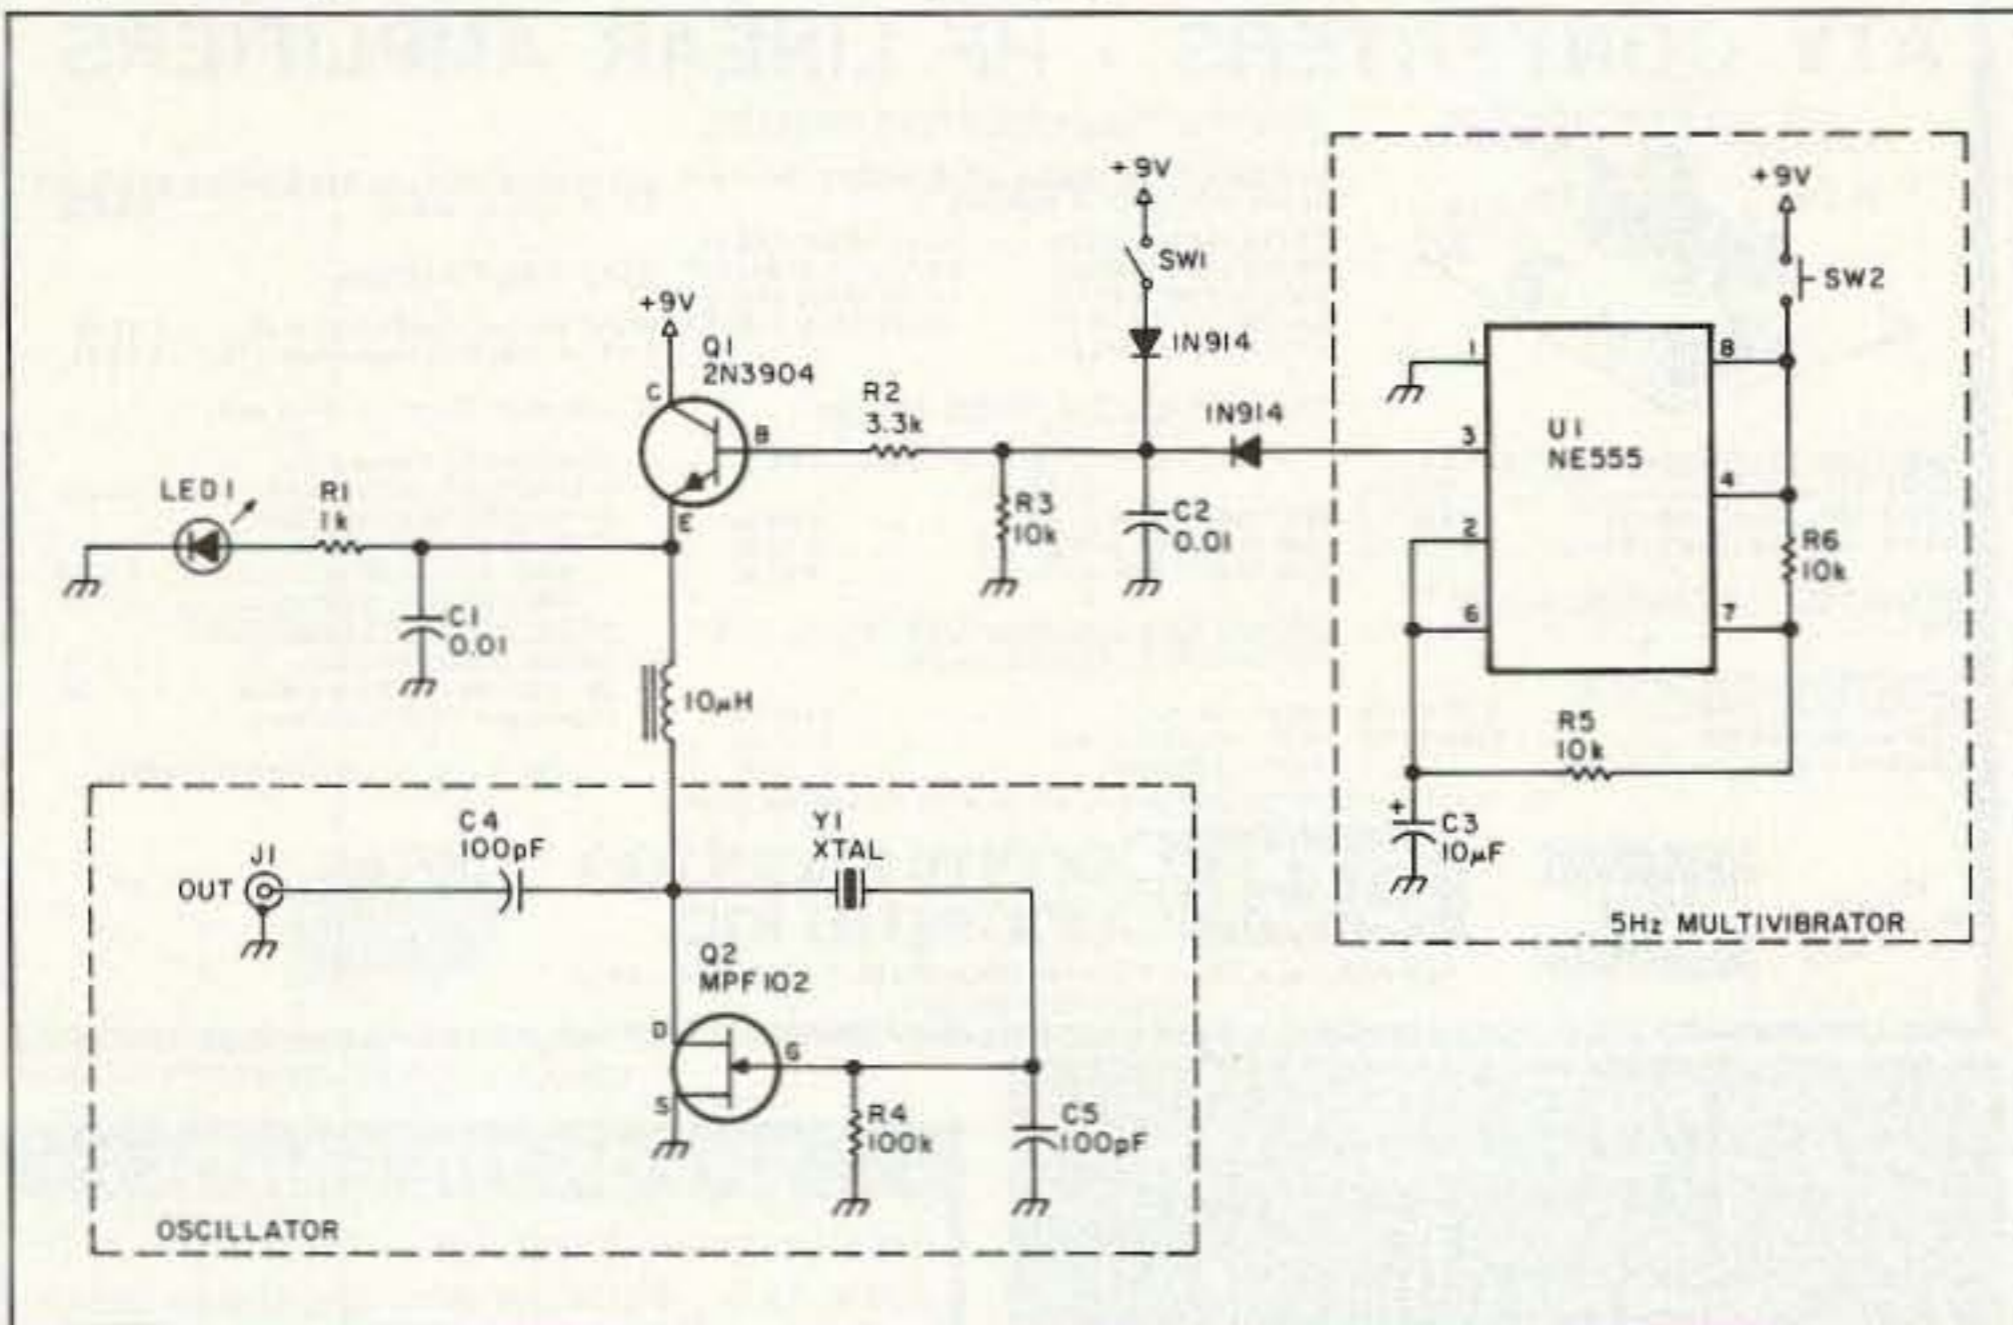 +9V
SW1
1N914
+9V
Q1
2N3904
C
B
E
R2
3.3k
1N914
R3
10k
C2
0.01
LED1
R1
1k
C1
0.01
10µH
+9V
SW2
1
8
3
U1
NE555
4
2
R6
10k
6
7
R5
10k
+
C3
10µF
5Hz MULTIVIBRATOR
C4
100pF
Y1
XTAL
J1
OUT
Q2
MPF102
D
G
S
R4
100k
C5
100pF
OSCILLATOR